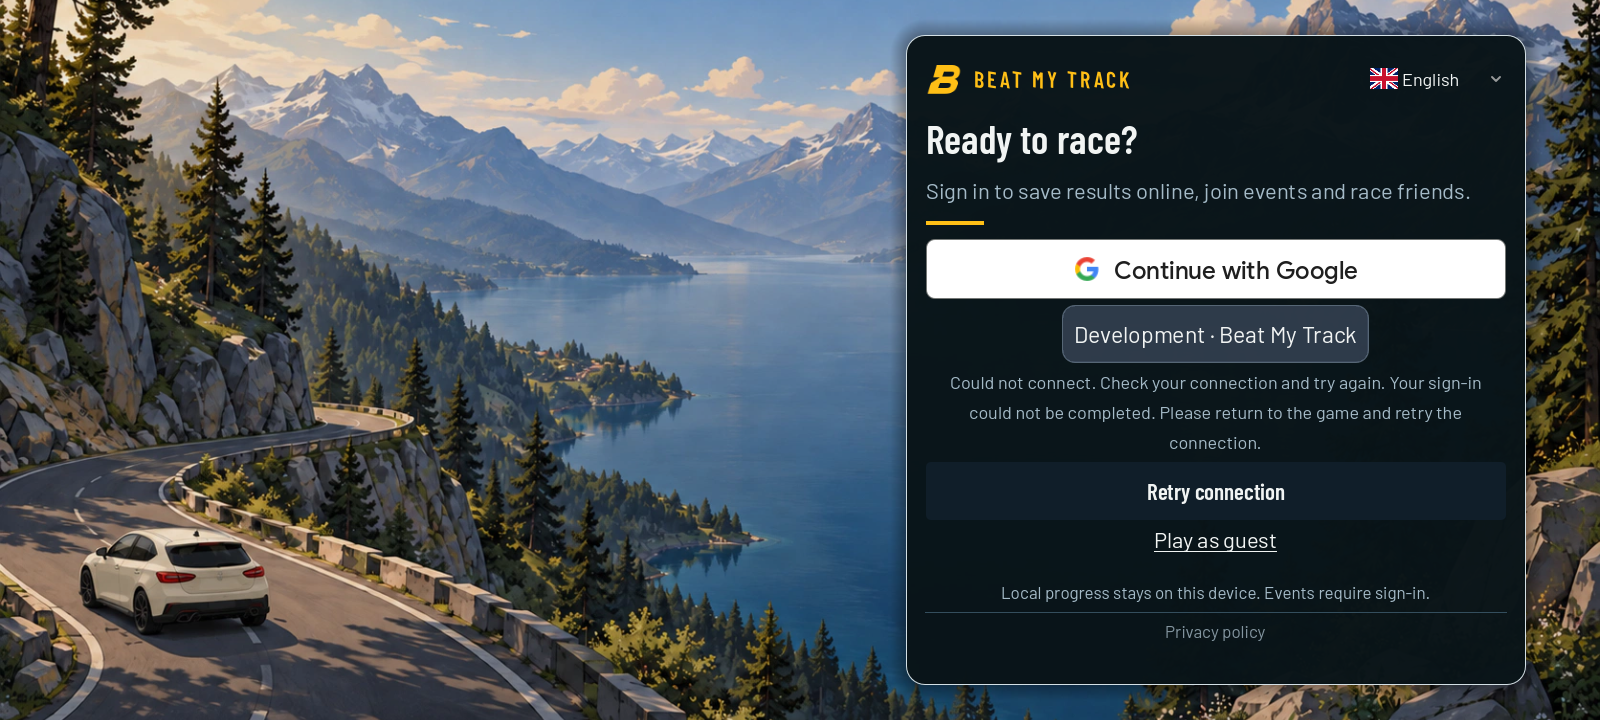 BEAT MY TRACK
English
Ready to race?
Sign in to save results online, join events and race friends.
Continue with Google
Development · Beat My Track
Could not connect. Check your connection and try again. Your sign-in
could not be completed. Please return to the game and retry the
connection.
Retry connection
Play as guest
Local progress stays on this device. Events require sign-in.
Privacy policy